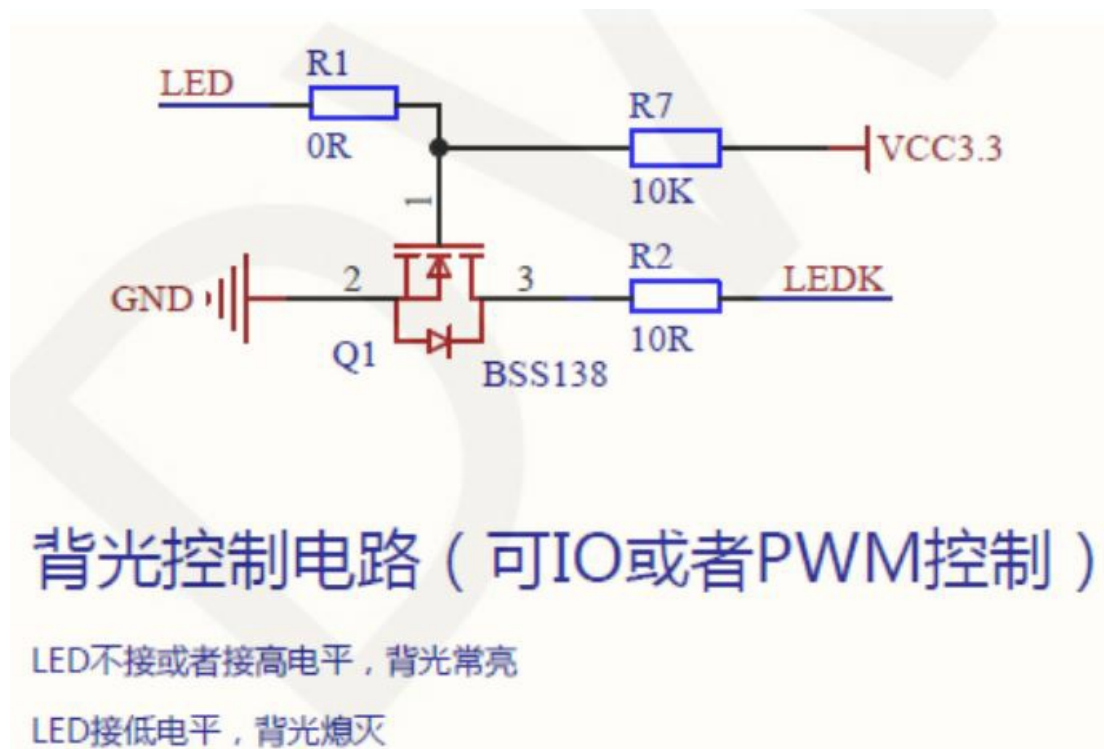 LED
R1
0R
R7
10K
VCC3.3
1
GND
2
3
R2
LEDK
10R
Q1
BSS138
背光控制电路（可IO或者PWM控制）
LED不接或者接高电平，背光常亮
LED接低电平，背光熄灭